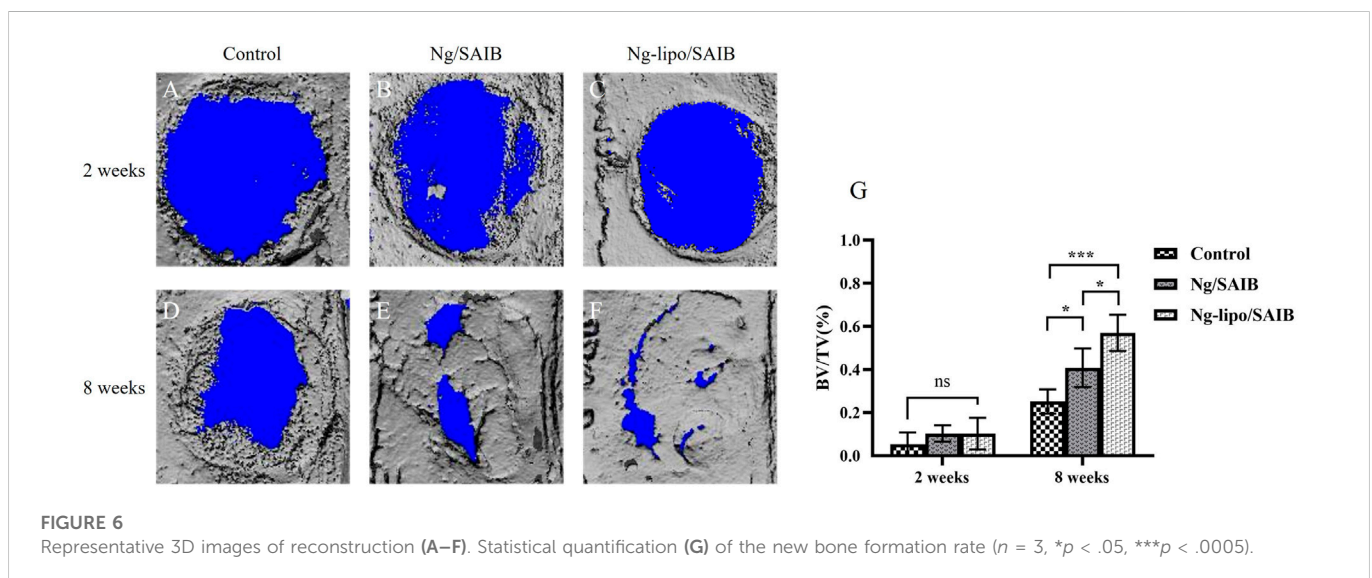 Control Ng/SAIB Ng-lipo/SAIB
A B C
2 weeks
D E F
8 weeks
G
BV/TV(%)
1.0
0.8
0.6
0.4
0.2
0.0
ns
*
***
*
2 weeks 8 weeks
Control
Ng/SAIB
Ng-lipo/SAIB
FIGURE 6
Representative 3D images of reconstruction (A–F). Statistical quantification (G) of the new bone formation rate (n = 3, *p < .05, ***p < .0005).